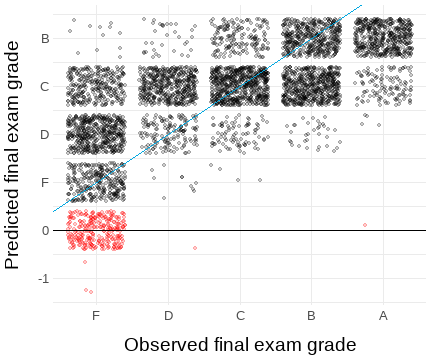 Predicted final exam grade
B
C
D
F
0
-1
F D C B A
Observed final exam grade